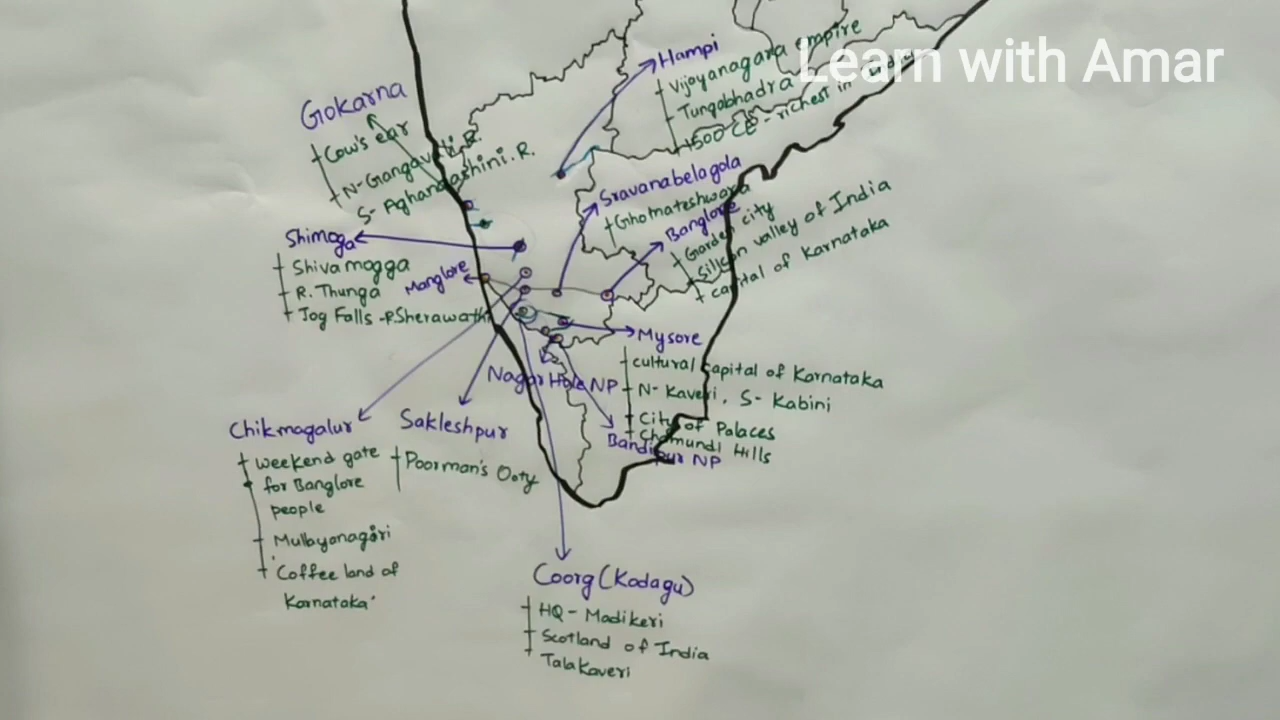 Learn with Amar
Hampi
Vijayanagara empire
Tungabhadra
1500 CE - richest in India
Gokarna
Cow's ear
N- Gangavali. R.
S- Aghanashini. R.
Sravanabelagola
Ghomateshwara
Banglore
Garden city
Silicon valley of India
capital of Karnataka
Shimoga
Shivamogga
R. Thunga
Jog Falls - R.Sherawathi
Manglore
Mysore
cultural capital of Karnataka
N- Kaveri, S- Kabini
City of Palaces
Chamundi Hills
Nagar Hole NP
Bandipur NP
Chikmagalur
weekend gate
for Banglore
people
Mullayanagiri
'Coffee land of
Karnataka'
Sakleshpur
Poorman's Ooty
Coorg (Kodagu)
HQ - Madikeri
Scotland of India
Talakaveri